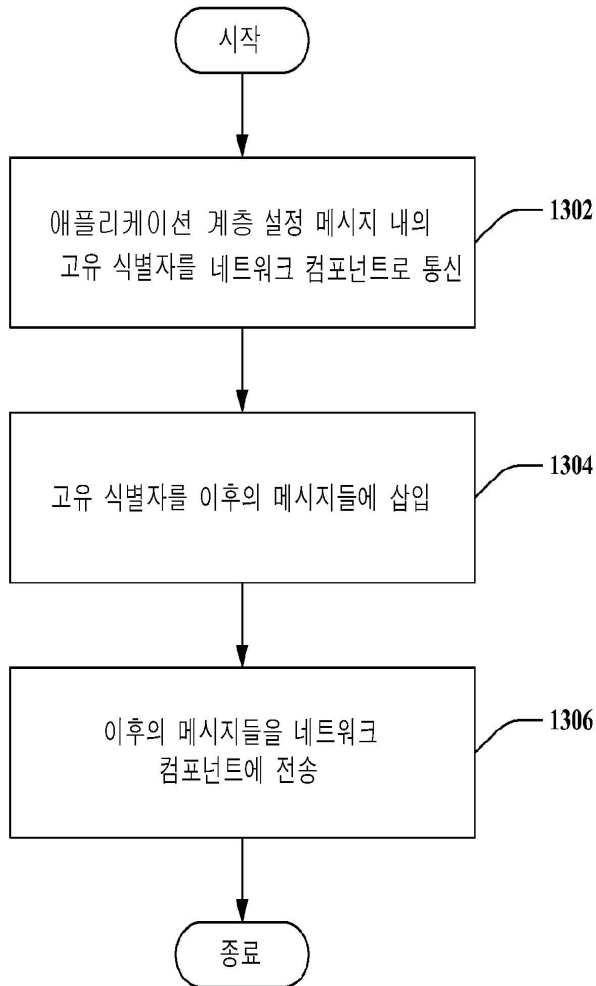 시작
애플리케이션 계층 설정 메시지 내의
고유 식별자를 네트워크 컴포넌트로 통신
1302
고유 식별자를 이후의 메시지들에 삽입
1304
이후의 메시지들을 네트워크
컴포넌트에 전송
1306
종료